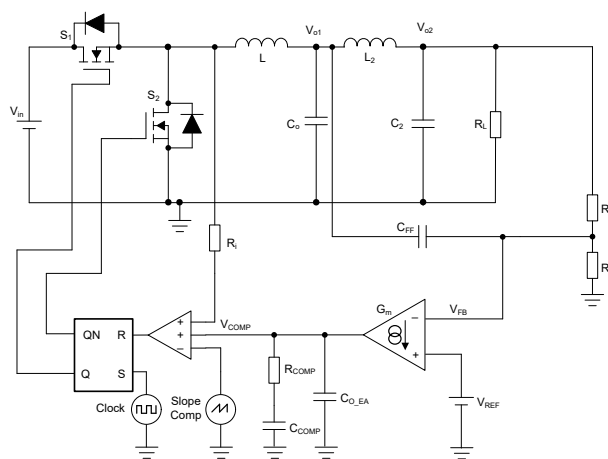 S1
Vo1
Vo2
L
L2
S2
Vin
Co
C2
RL
R
CFF
Ri
R
Gm
VFB
QN
R
+
+
−
VCOMP
−
+
Q
S
RCOMP
CO_EA
VREF
Clock
Slope
Comp
CCOMP